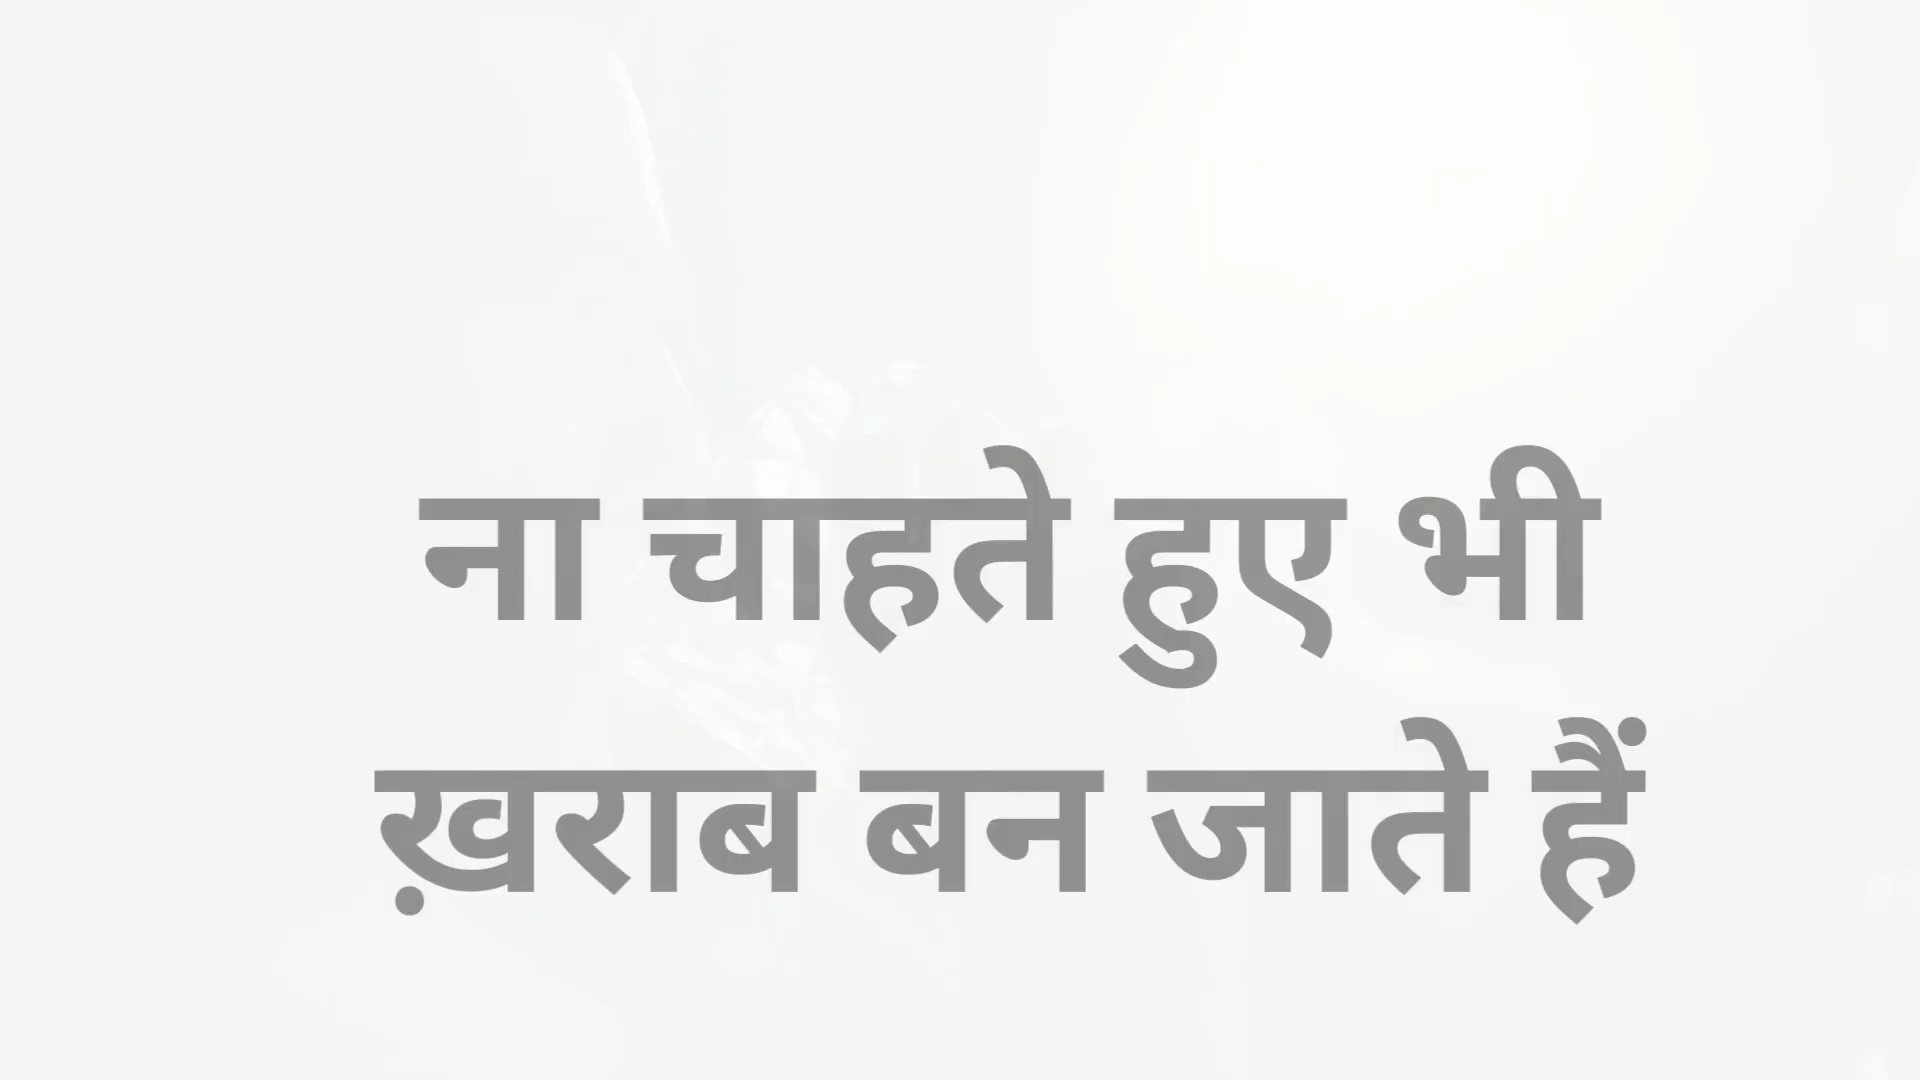 ना चाहते हुए भी
ख़राब बन जाते हैं